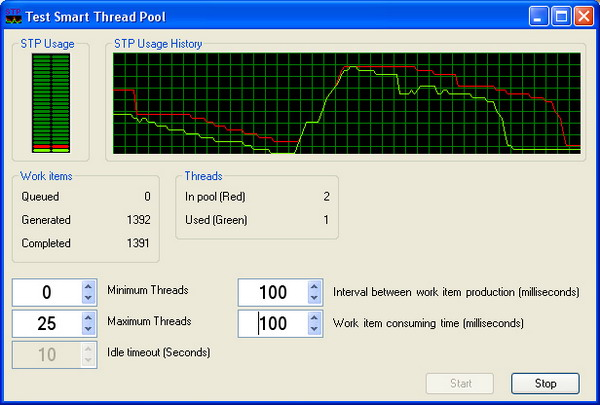 STP Test Smart Thread Pool
STP Usage
STP Usage History
Work items
Queued 0
Generated 1392
Completed 1391
Threads
In pool (Red) 2
Used (Green) 1
0 Minimum Threads
100 Interval between work item production (milliseconds)
25 Maximum Threads
100 Work item consuming time (milliseconds)
10 Idle timeout (Seconds)
Start Stop